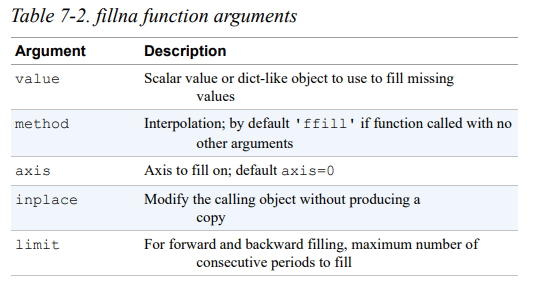 Table 7-2. fillna function arguments
Argument Description
value Scalar value or dict-like object to use to fill missing
values
method Interpolation; by default 'ffill' if function called with no
other arguments
axis Axis to fill on; default axis=0
inplace Modify the calling object without producing a
copy
limit For forward and backward filling, maximum number of
consecutive periods to fill